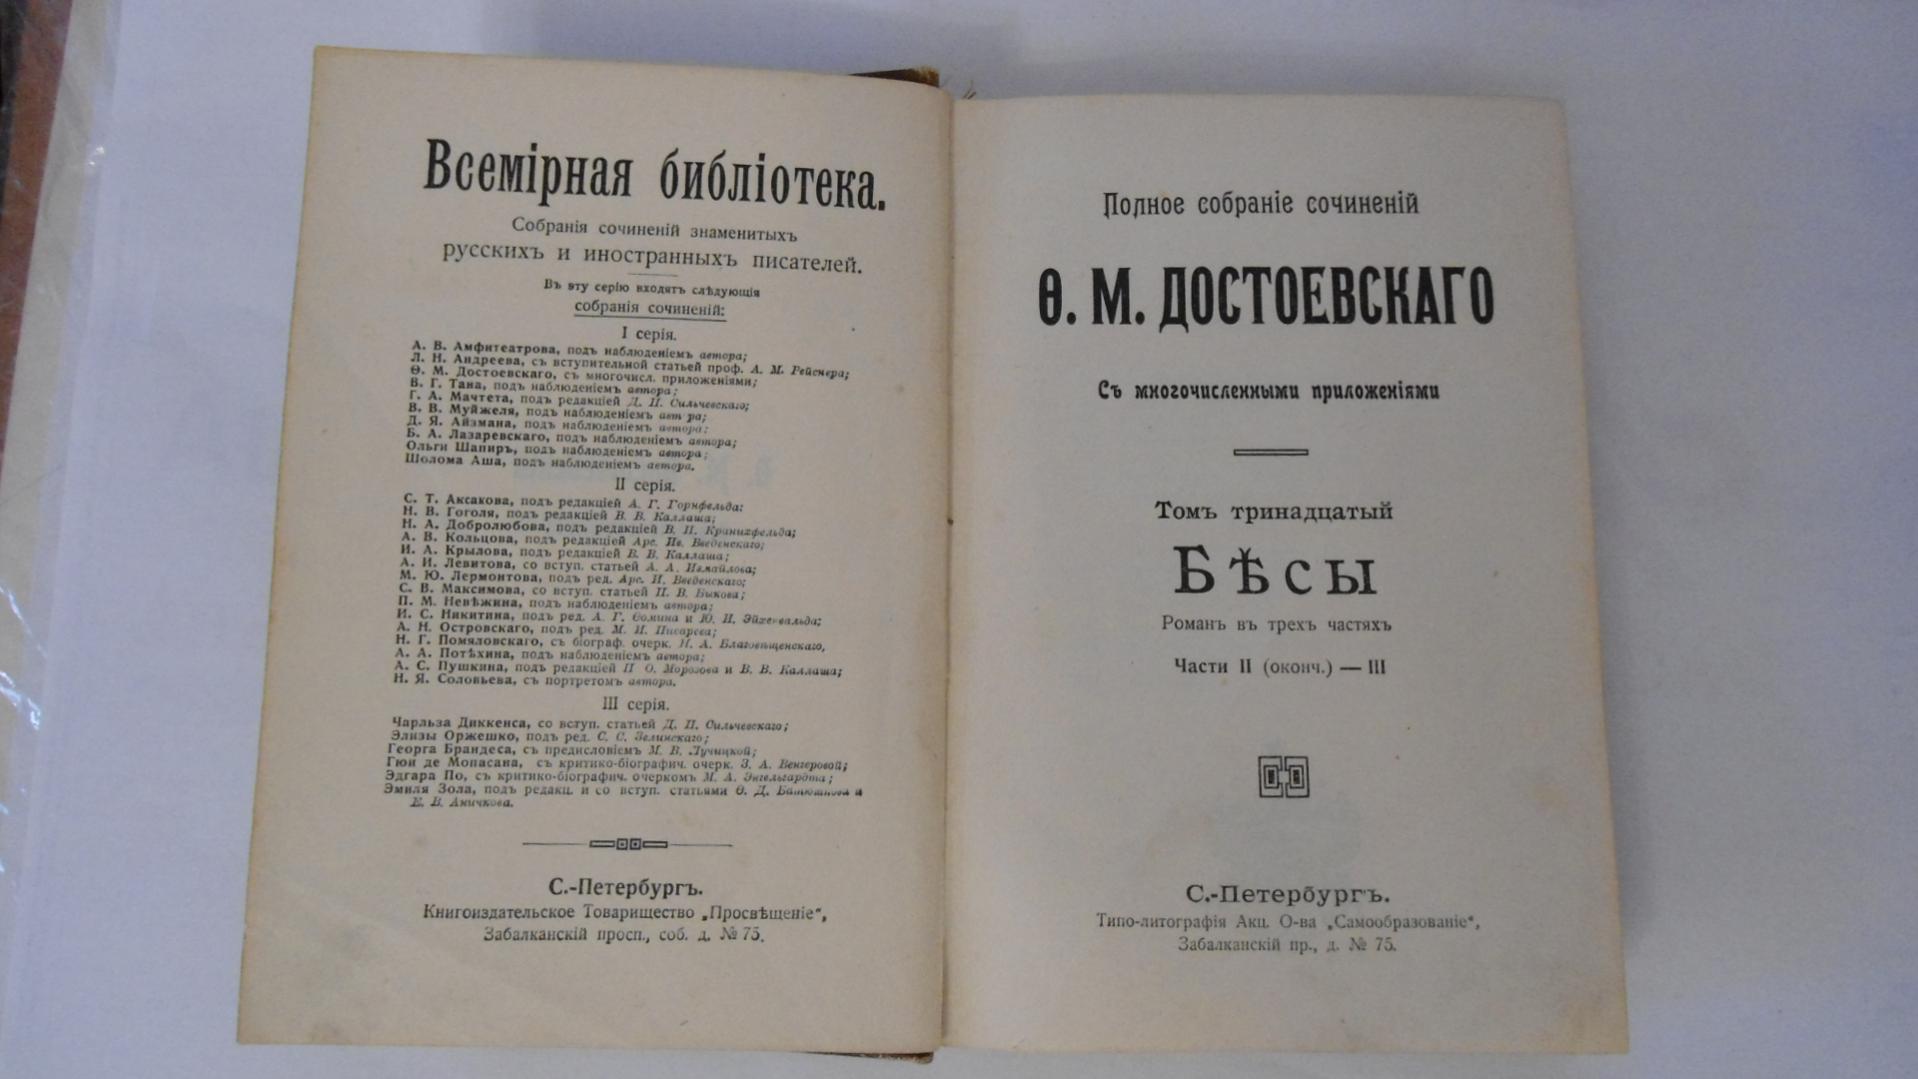 Всемірная библіотека.
Собранія сочиненій знаменитыхъ
русскихъ и иностранныхъ писателей.
Въ эту серію входятъ слѣдующія
собранія сочиненій:
I серія.
А. В. Амфитеатрова, подъ наблюденіемъ автора;
Л. Н. Андреева, съ вступительной статьей проф. А. М. Рейснера;
Ѳ. М. Достоевскаго, съ многочисл. приложеніями;
В. Г. Тана, подъ наблюденіемъ автора;
Г. А. Мачтета, подъ редакціей Д. П. Сильчевскаго;
В. В. Муйжеля, подъ наблюденіемъ авт ра;
Д. Я. Айзмана, подъ наблюденіемъ автора;
Б. А. Лазаревскаго, подъ наблюденіемъ автора;
Ольги Шапиръ, подъ наблюденіемъ автора;
Шолома Аша, подъ наблюденіемъ автора.
II серія.
С. Т. Аксакова, подъ редакціей А. Г. Горнфельда:
Н. В. Гоголя, подъ редакціей В. В. Каллаша;
Н. А. Добролюбова, подъ редакціей В. П. Кранихфельда;
А. В. Кольцова, подъ редакціей Арс. Ив. Введенскаго;
И. А. Крылова, подъ редакціей В. В. Каллаша;
А. И. Левитова, со вступ. статьей А. А. Измайлова;
М. Ю. Лермонтова, подъ ред. Арс. И. Введенскаго;
С. В. Максимова, со вступ. статьей П. В. Быкова;
П. М. Невѣжина, подъ наблюденіемъ автора;
И. С. Никитина, подъ ред. А. Г. Ѳомина и Ю. И. Эйхенвальда;
А. Н. Островскаго, подъ ред. М. И. Писарева;
Н. Г. Помяловскаго, съ біограф. очерк. Н. А. Благовѣщенскаго,
А. А. Потѣхина, подъ наблюденіемъ автора;
А. С. Пушкина, подъ редакціей П О. Морозова и В. В. Каллаша;
Н. Я. Соловьева, съ портретомъ автора.
III серія.
Чарльза Диккенса, со вступ. статьей Д. П. Сильчевскаго;
Элизы Оржешко, подъ ред. С. С. Зелинскаго;
Георга Брандеса, съ предисловіемъ М. В. Лучицкой;
Гюи де Мопасана, съ критико-біографич. очерк. З. А. Венгеровой;
Эдгара По, съ критико-біографич. очеркомъ М. А. Энгельгардта;
Эмиля Зола, подъ редакц. и со вступ. статьями Ѳ. Д. Батюшкова и
Е. В. Аничкова.
С.-Петербургъ.
Книгоиздательское Товарищество „Просвѣщеніе“,
Забалканскій просп., соб. д. № 75.
Полное собраніе сочиненій
Ѳ. М. ДОСТОЕВСКАГО
Съ многочисленными приложеніями
Томъ тринадцатый
Бѣсы
Романъ въ трехъ частяхъ
Части II (оконч.) — III
С.-Петербургъ.
Типо-литографія Акц. О-ва „Самообразованіе“,
Забалканскій пр., д. № 75.